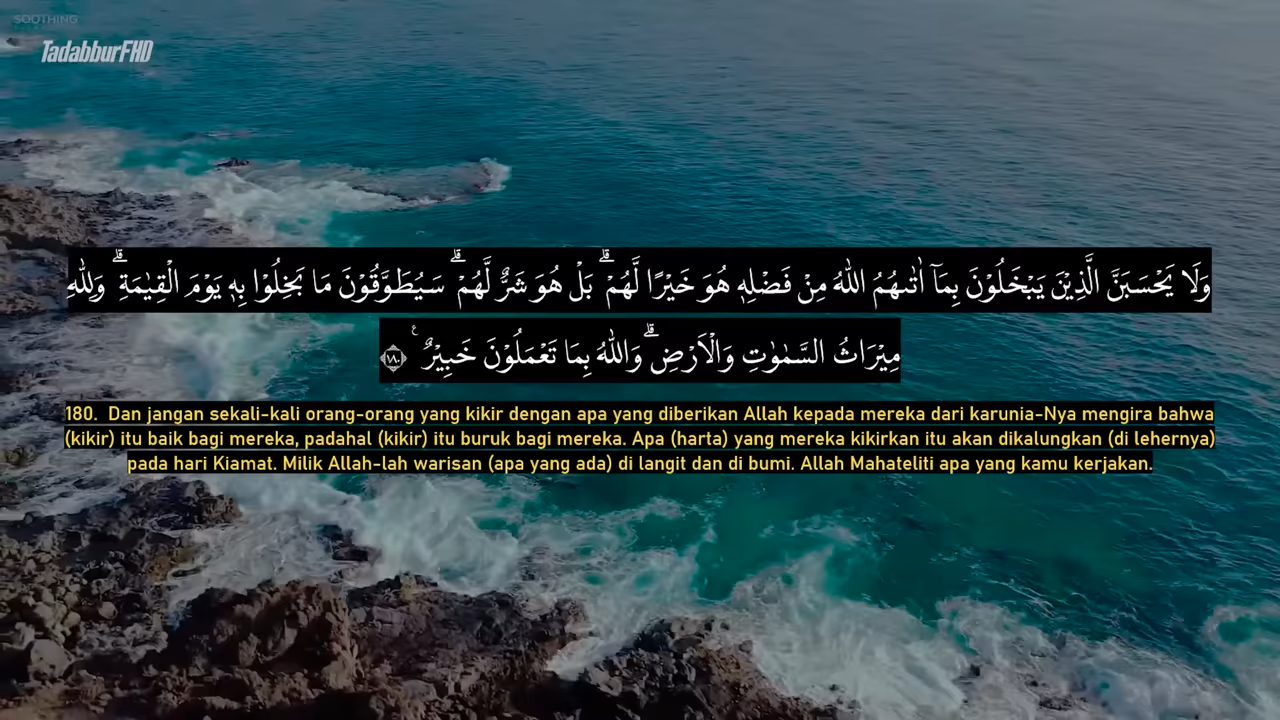 SOOTHING
TadabburFHD
وَلَا يَحْسَبَنَّ الَّذِيْنَ يَبْخَلُوْنَ بِمَآ اٰتٰىهُمُ اللّٰهُ مِنْ فَضْلِهٖ هُوَ خَيْرًا لَّهُمْ ۗ بَلْ هُوَ شَرٌّ لَّهُمْ ۗ سَيُطَوَّقُوْنَ مَا بَخِلُوْا بِهٖ يَوْمَ الْقِيٰمَةِ ۗ وَلِلّٰهِ
مِيْرَاثُ السَّمٰوٰتِ وَالْاَرْضِ ۗ وَاللّٰهُ بِمَا تَعْمَلُوْنَ خَبِيْرٌ ࣖ ١٨٠
180. Dan jangan sekali-kali orang-orang yang kikir dengan apa yang diberikan Allah kepada mereka dari karunia-Nya mengira bahwa
(kikir) itu baik bagi mereka, padahal (kikir) itu buruk bagi mereka. Apa (harta) yang mereka kikirkan itu akan dikalungkan (di lehernya)
pada hari Kiamat. Milik Allah-lah warisan (apa yang ada) di langit dan di bumi. Allah Mahateliti apa yang kamu kerjakan.